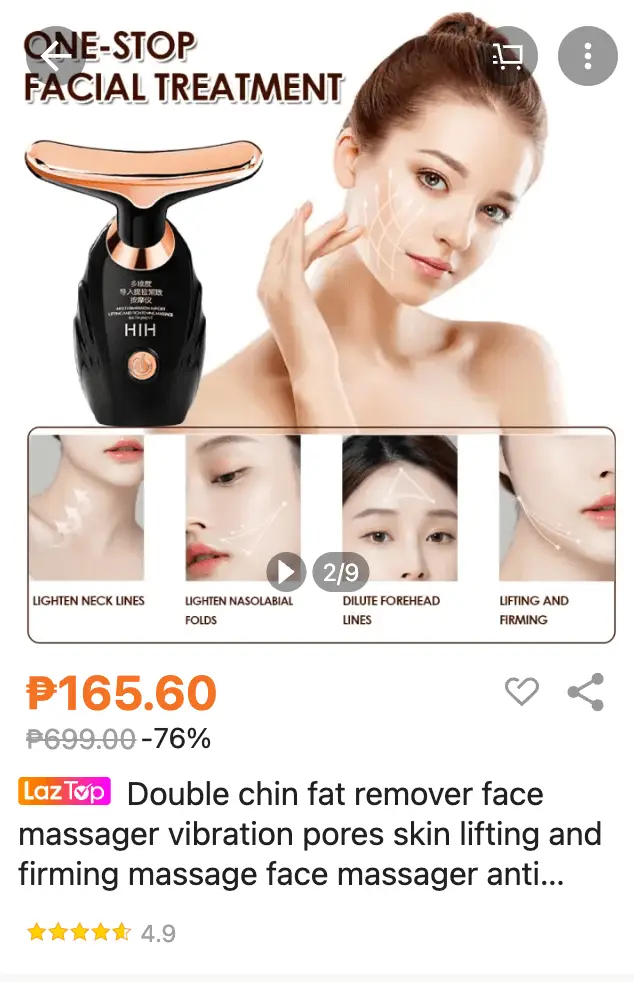 ONE-STOP
FACIAL TREATMENT
多维度
导入提拉紧致
按摩仪
HIH
2/9
LIGHTEN NECK LINES
LIGHTEN NASOLABIAL
FOLDS
DILUTE FOREHEAD
LINES
LIFTING AND
FIRMING
₱165.60
₱699.00 -76%
LazTop Double chin fat remover face
massager vibration pores skin lifting and
firming massage face massager anti...
4.9